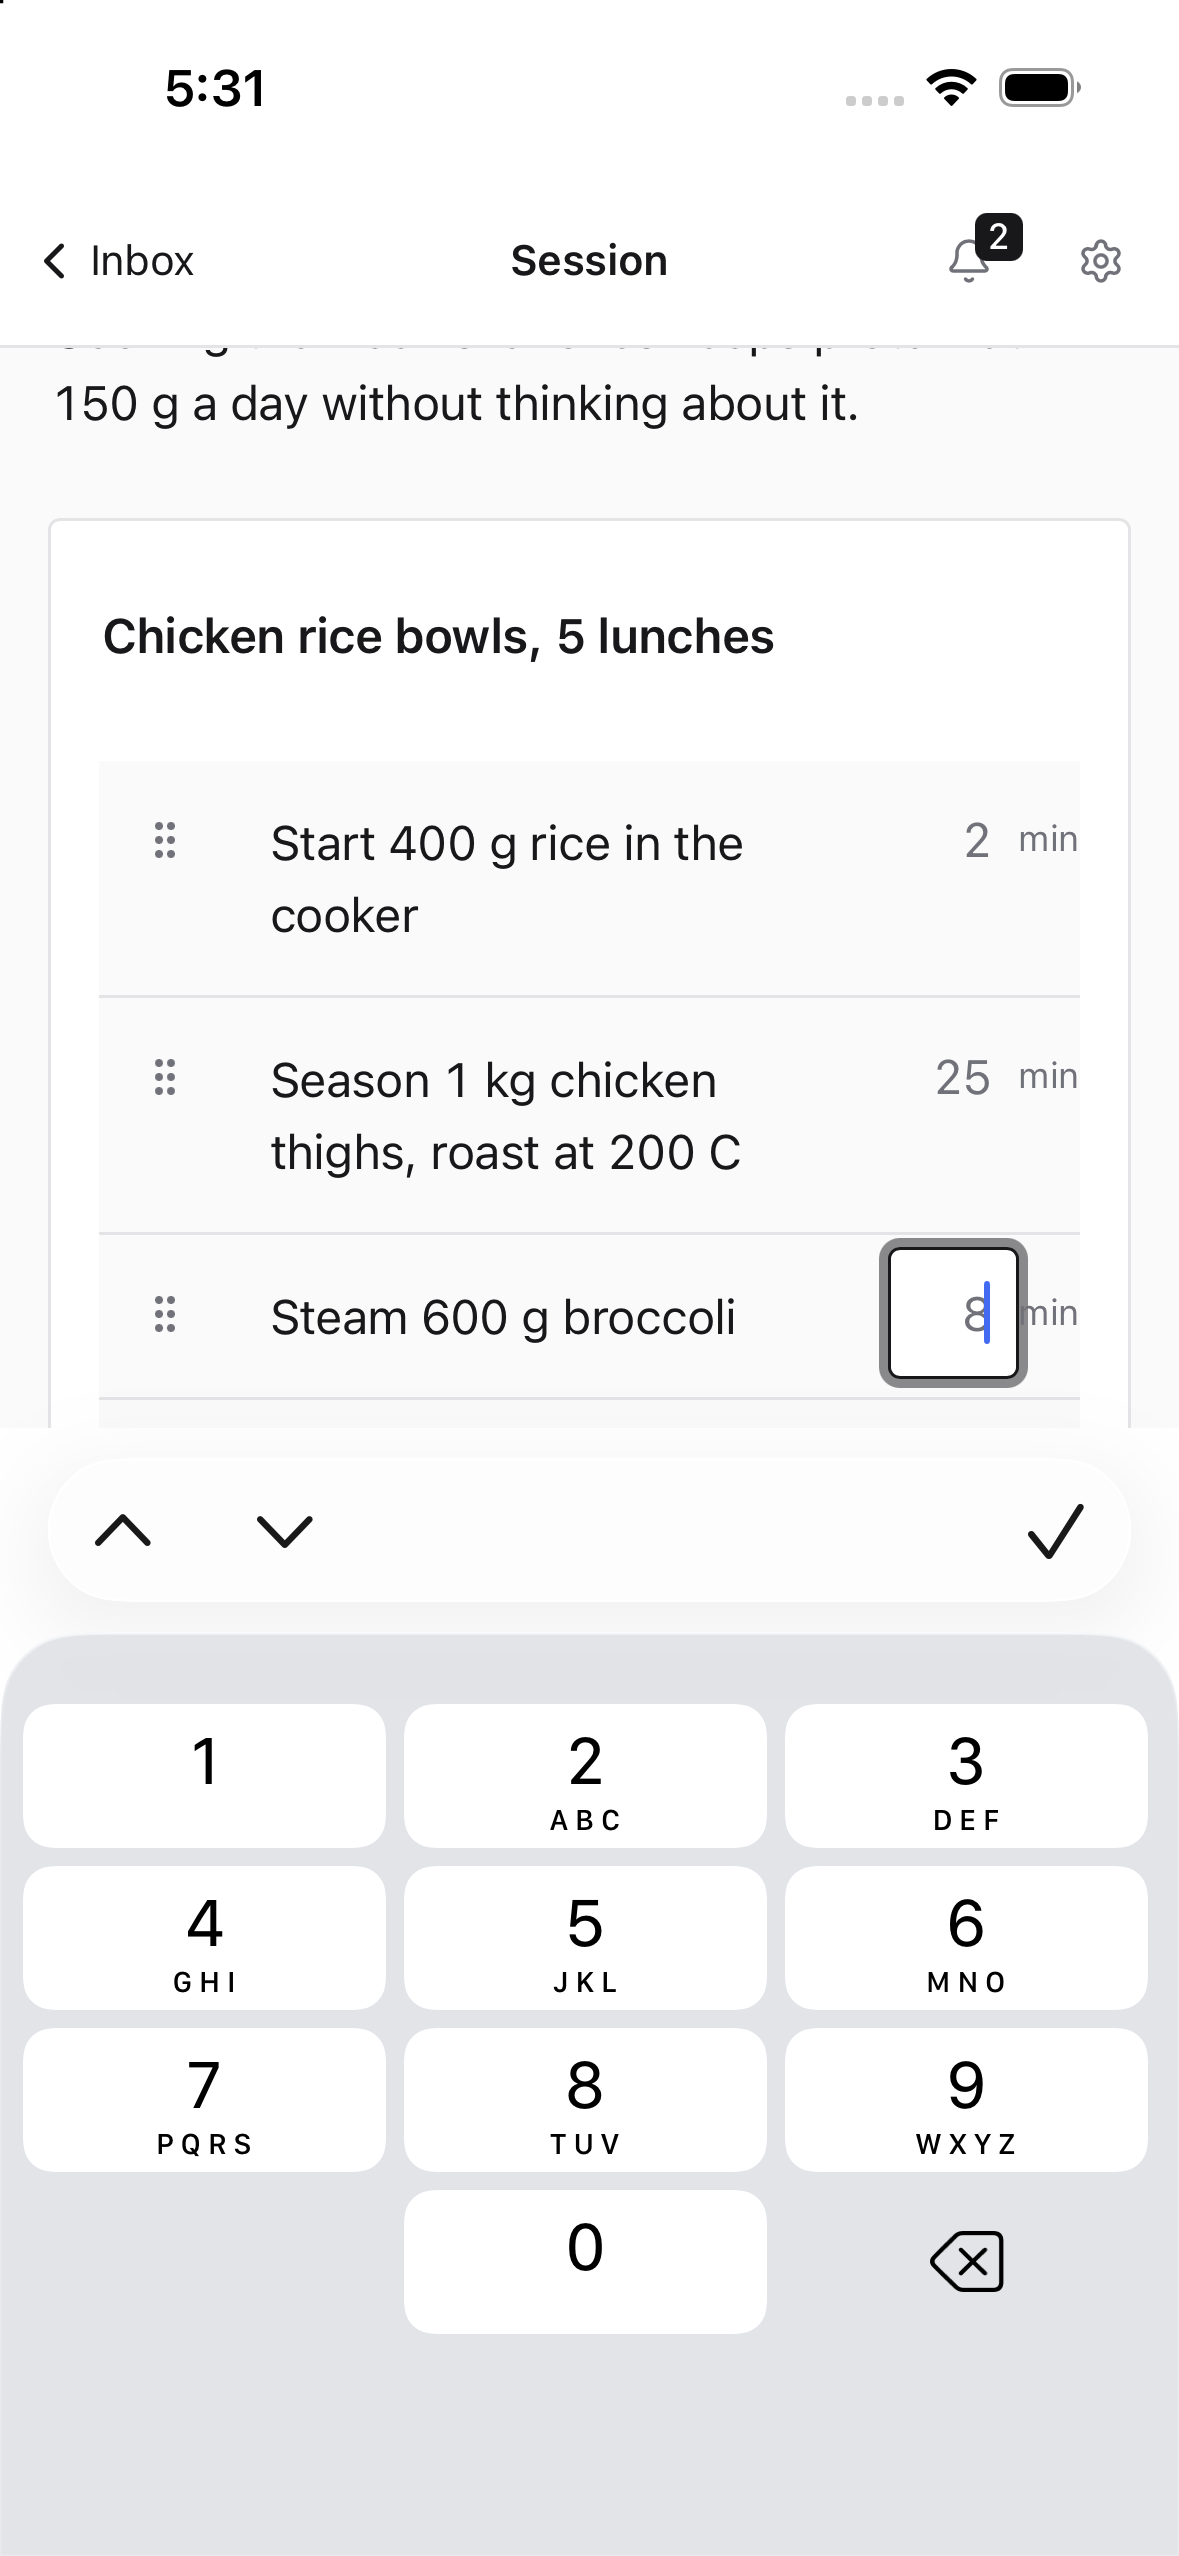 5:31
Inbox
Session
2
150 g a day without thinking about it.
Chicken rice bowls, 5 lunches
Start 400 g rice in the
cooker
2 min
Season 1 kg chicken
thighs, roast at 200 C
25 min
Steam 600 g broccoli
8 min
1
2
ABC
3
DEF
4
GHI
5
JKL
6
MNO
7
PQRS
8
TUV
9
WXYZ
0